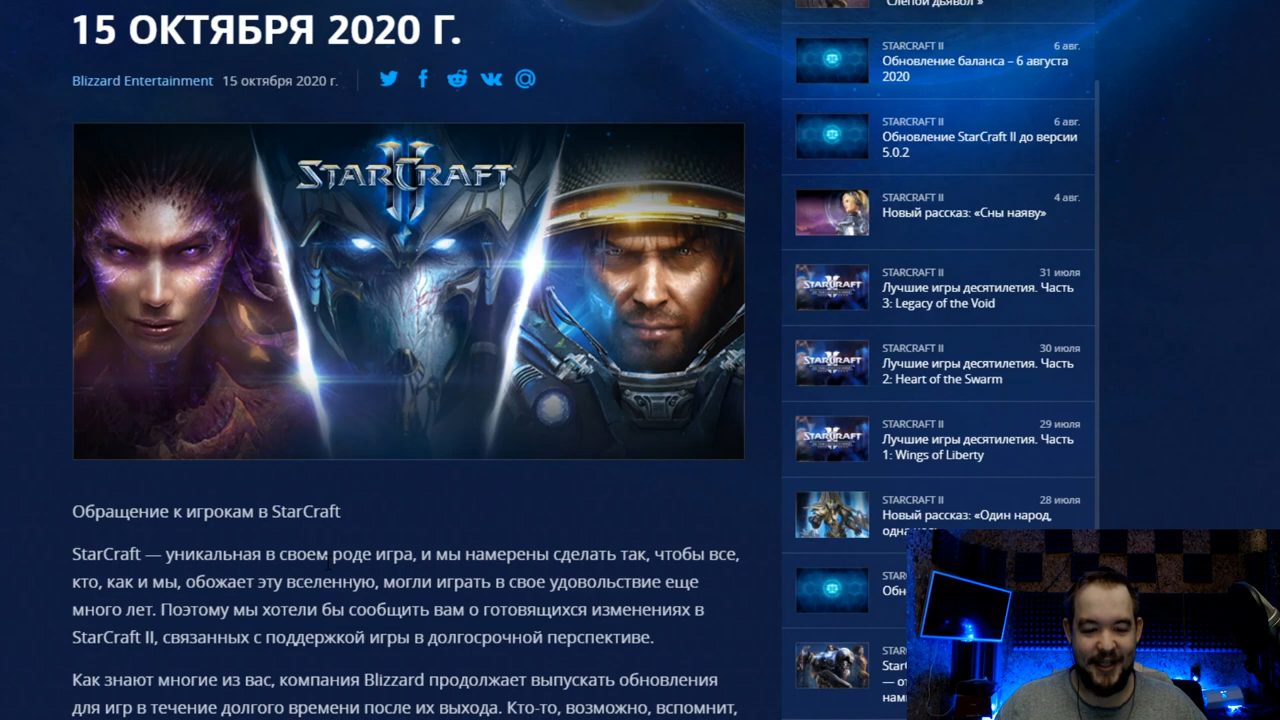 15 ОКТЯБРЯ 2020 Г.
Blizzard Entertainment 15 октября 2020 г.
STARCRAFT II
Обращение к игрокам в StarCraft
StarCraft — уникальная в своем роде игра, и мы намерены сделать так, чтобы все,
кто, как и мы, обожает эту вселенную, могли играть в свое удовольствие еще
много лет. Поэтому мы хотели бы сообщить вам о готовящихся изменениях в
StarCraft II, связанных с поддержкой игры в долгосрочной перспективе.
Как знают многие из вас, компания Blizzard продолжает выпускать обновления
для игр в течение долгого времени после их выхода. Кто-то, возможно, вспомнит,
"Слепой дьявол"»
STARCRAFT II 6 авг.
Обновление баланса – 6 августа
2020
STARCRAFT II 6 авг.
Обновление StarCraft II до версии
5.0.2
STARCRAFT II 4 авг.
Новый рассказ: «Сны наяву»
STARCRAFT II 31 июля
Лучшие игры десятилетия. Часть
3: Legacy of the Void
STARCRAFT II 30 июля
Лучшие игры десятилетия. Часть
2: Heart of the Swarm
STARCRAFT II 29 июля
Лучшие игры десятилетия. Часть
1: Wings of Liberty
STARCRAFT II 28 июля
Новый рассказ: «Один народ,